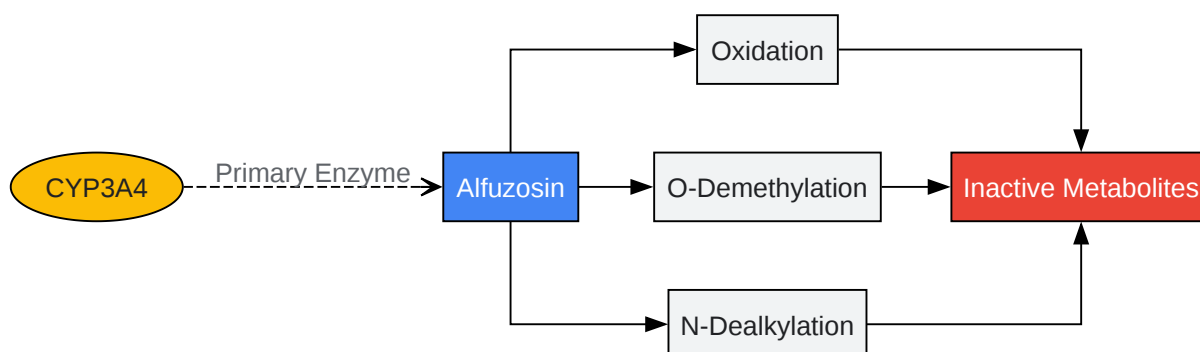 Oxidation
CYP3A4
Primary Enzyme
Alfuzosin
O-Demethylation
Inactive Metabolites
N-Dealkylation